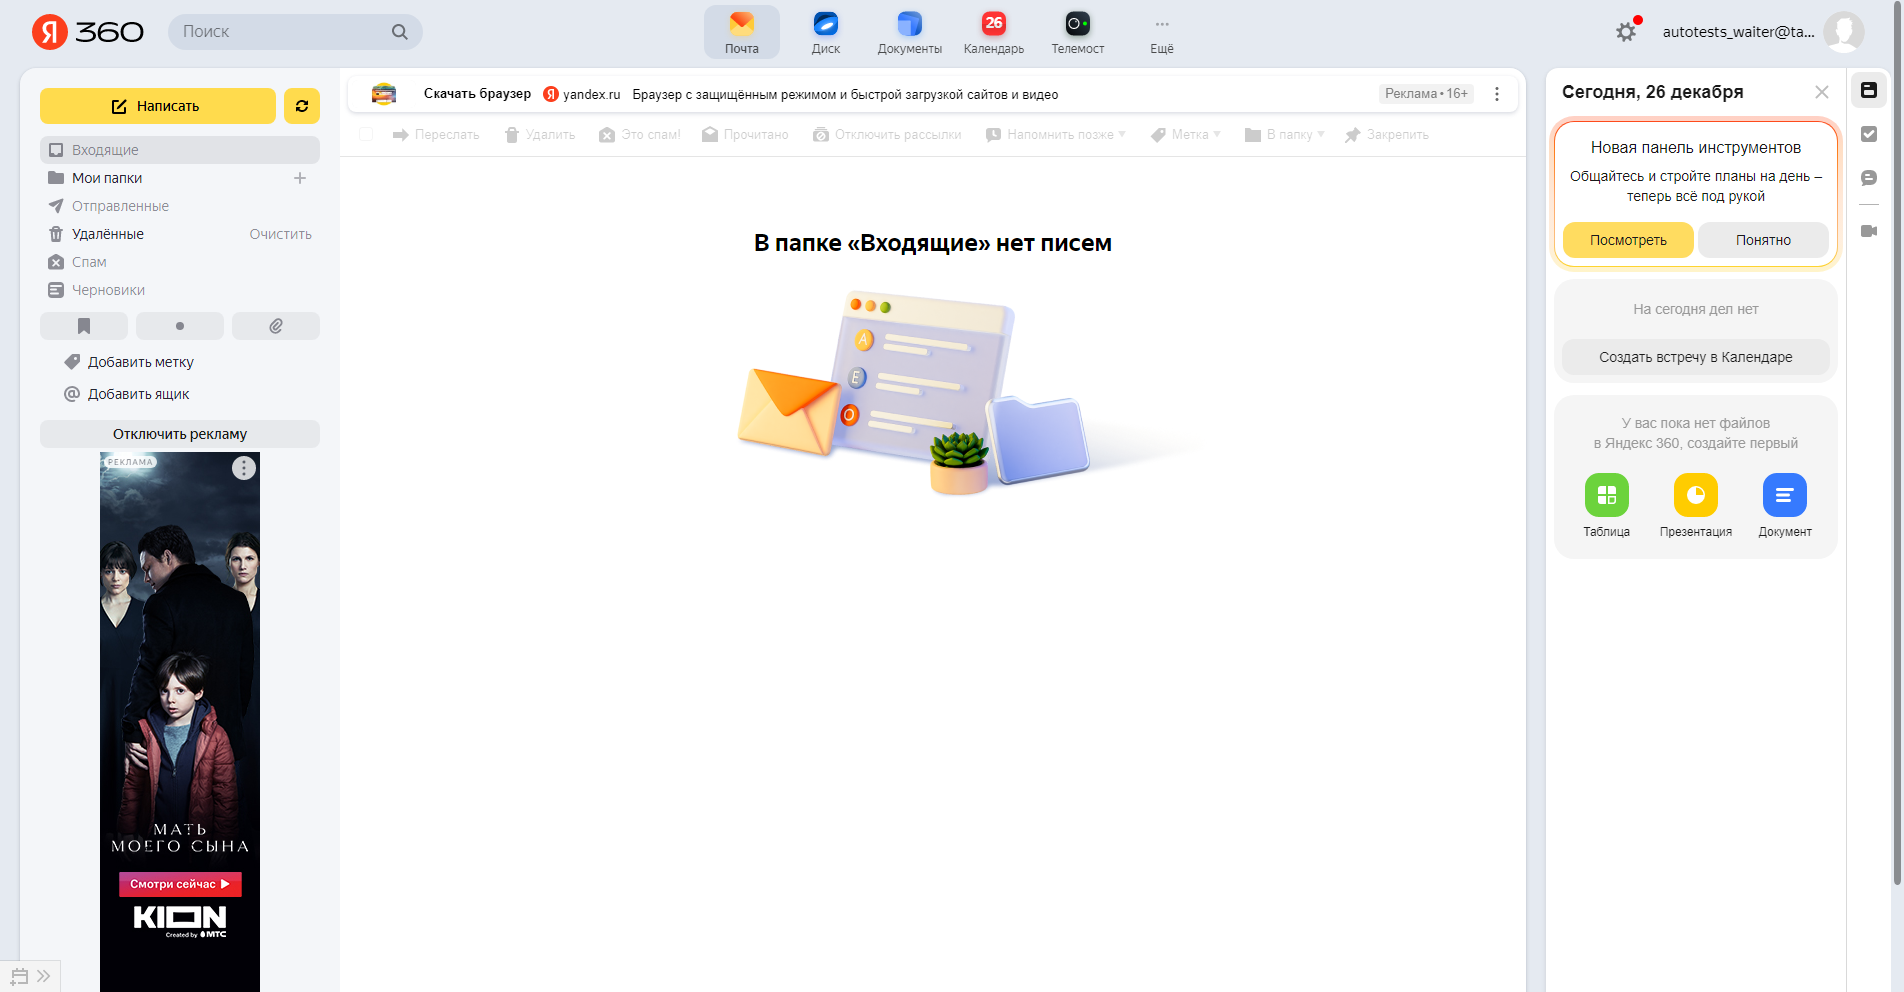 Я 360
Поиск
Почта
Диск
Документы
26
Календарь
Телемост
Ещё
autotests_waiter@ta...
Написать
Входящие
Мои папки
Отправленные
Удалённые
Очистить
Спам
Черновики
Добавить метку
Добавить ящик
Отключить рекламу
РЕКЛАМА
МАТЬ
МОЕГО СЫНА
Смотри сейчас
KION
Created by МТС
Скачать браузер Я yandex.ru Браузер с защищённым режимом и быстрой загрузкой сайтов и видео
Реклама • 16+
Переслать Удалить Это спам! Прочитано Отключить рассылки Напомнить позже Метка В папку Закрепить
В папке «Входящие» нет писем
A
E
O
Сегодня, 26 декабря
Новая панель инструментов
Общайтесь и стройте планы на день –
теперь всё под рукой
Посмотреть
Понятно
На сегодня дел нет
Создать встречу в Календаре
У вас пока нет файлов
в Яндекс 360, создайте первый
Таблица
Презентация
Документ